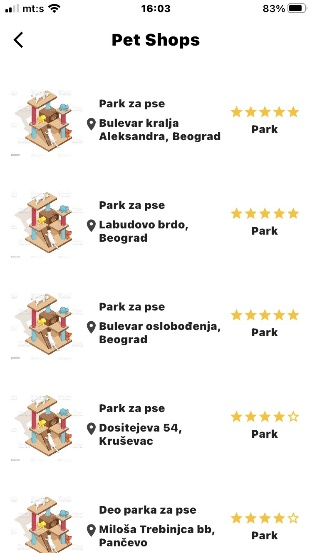 mt:s 16:03 83%
Pet Shops
Park za pse
Bulevar kralja
Aleksandra, Beograd
Park
Park za pse
Labudovo brdo,
Beograd
Park
Park za pse
Bulevar oslobođenja,
Beograd
Park
Park za pse
Dositejeva 54,
Kruševac
Park
Deo parka za pse
Miloša Trebinjca bb,
Pančevo
Park